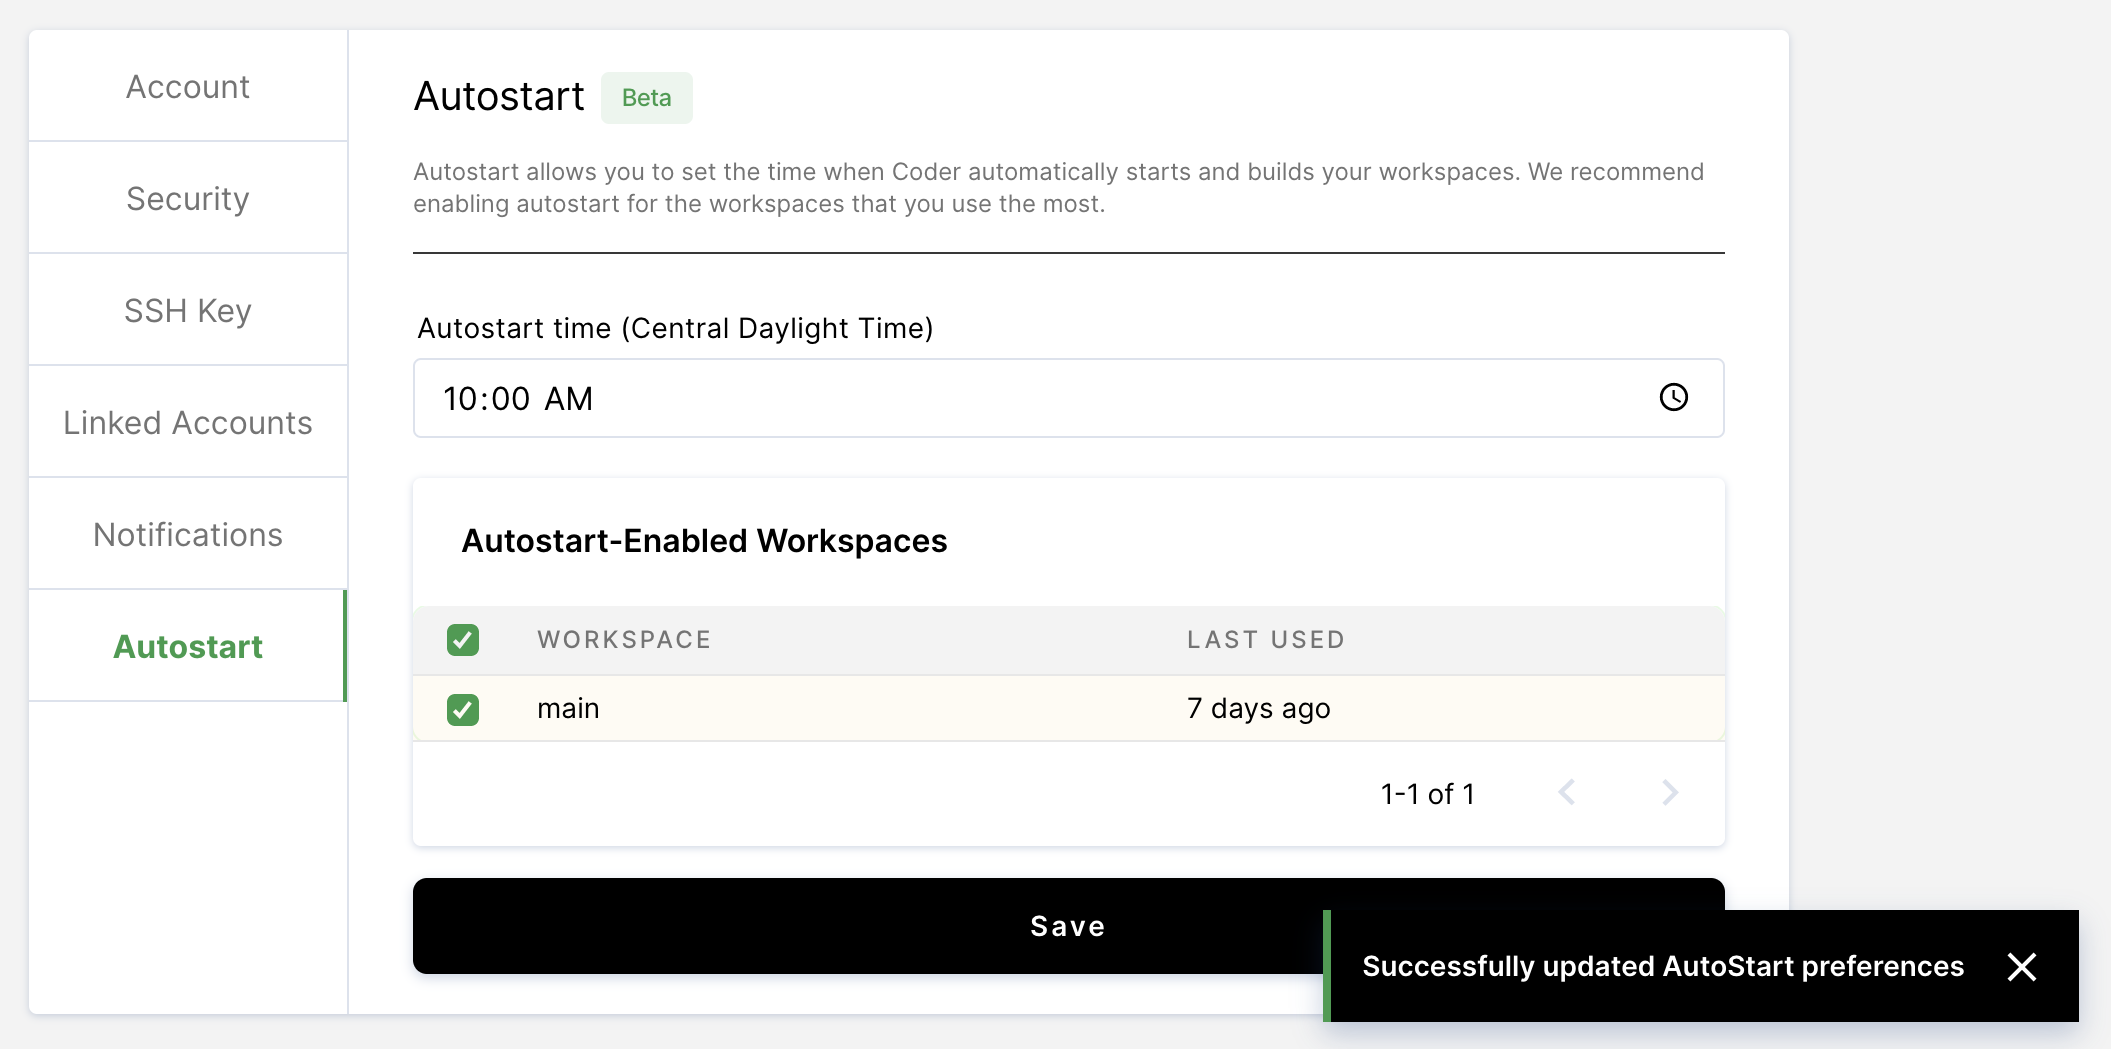 Account
Security
SSH Key
Linked Accounts
Notifications
Autostart
Autostart Beta
Autostart allows you to set the time when Coder automatically starts and builds your workspaces. We recommend
enabling autostart for the workspaces that you use the most.
Autostart time (Central Daylight Time)
10:00 AM
Autostart-Enabled Workspaces
WORKSPACE LAST USED
main 7 days ago
1-1 of 1
Save
Successfully updated AutoStart preferences